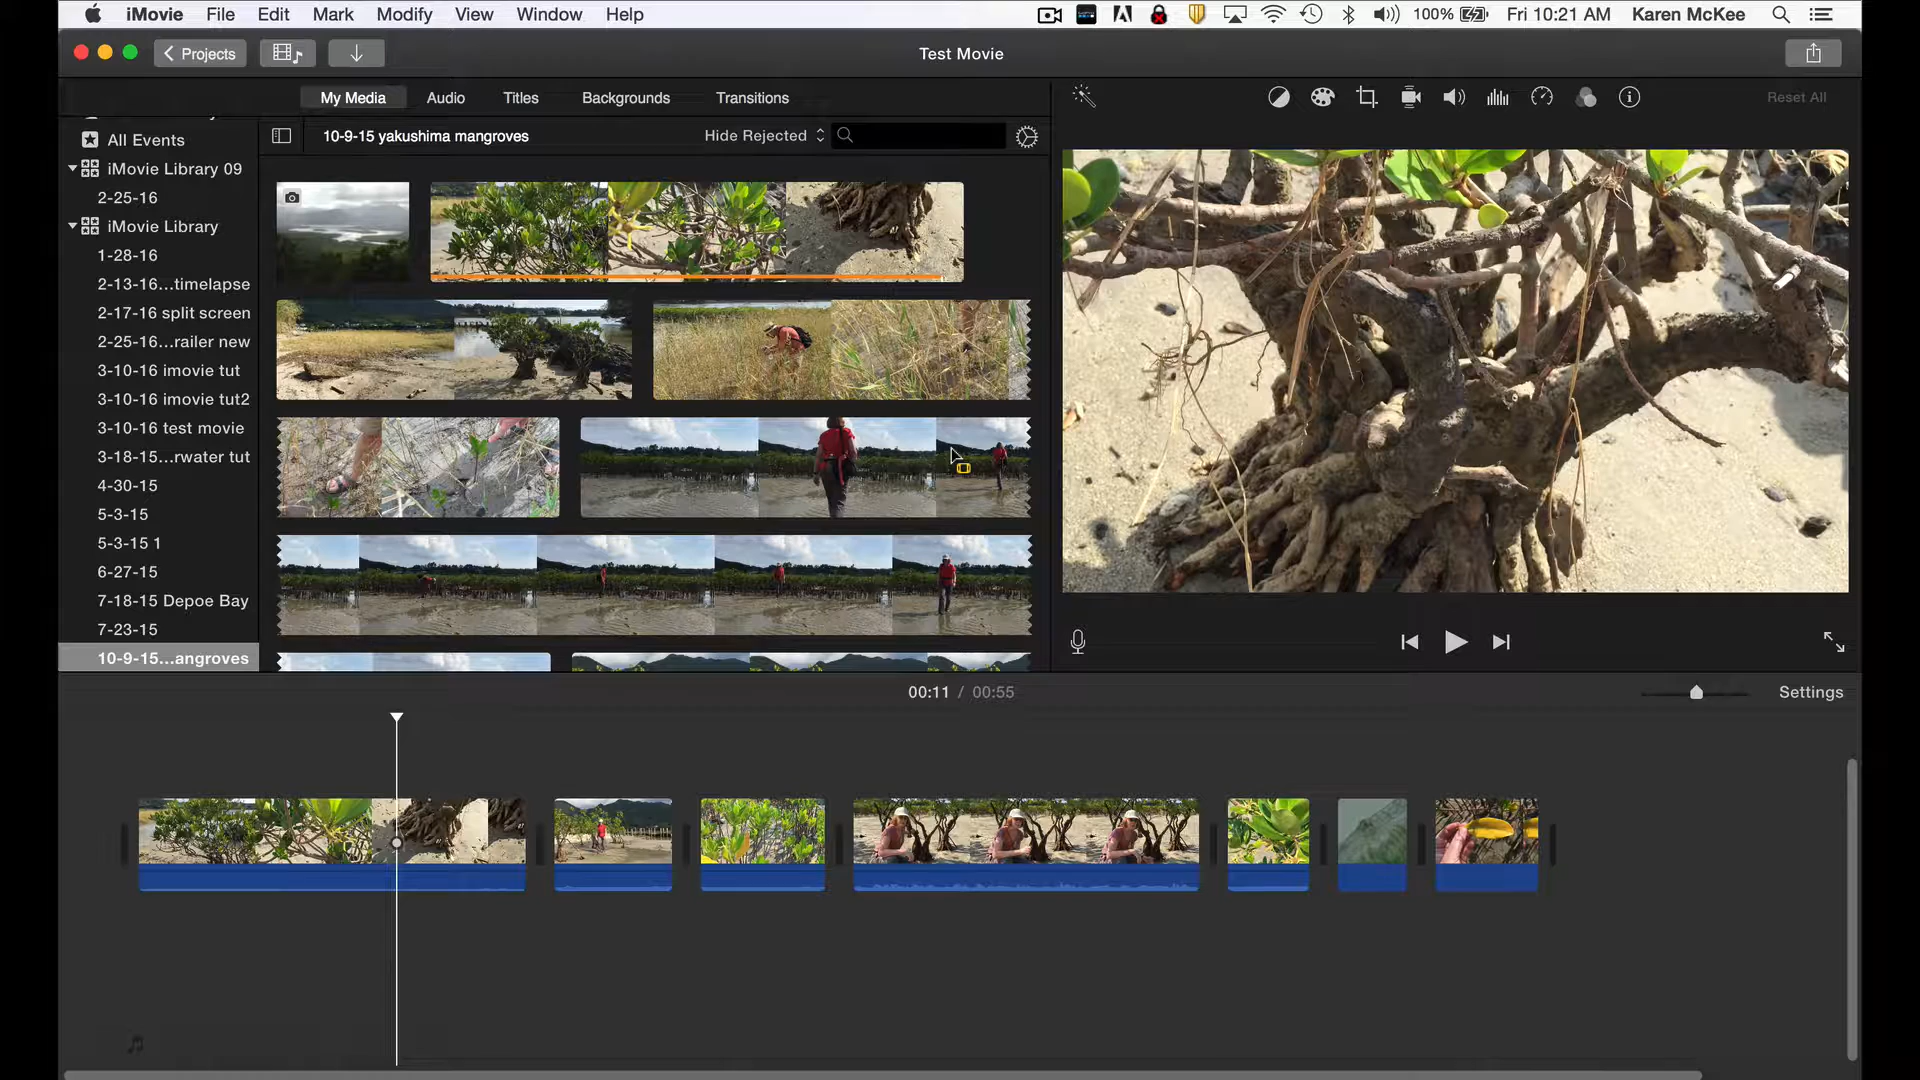 iMovie File Edit Mark Modify View Window Help 100% Fri 10:21 AM Karen McKee
Projects Test Movie
My Media Audio Titles Backgrounds Transitions Reset All
10-9-15 yakushima mangroves Hide Rejected
All Events
iMovie Library 09
2-25-16
iMovie Library
1-28-16
2-13-16...timelapse
2-17-16 split screen
2-25-16...railer new
3-10-16 imovie tut
3-10-16 imovie tut2
3-10-16 test movie
3-18-15...rwater tut
4-30-15
5-3-15
5-3-15 1
6-27-15
7-18-15 Depoe Bay
7-23-15
10-9-15...angroves
00:11 / 00:55 Settings